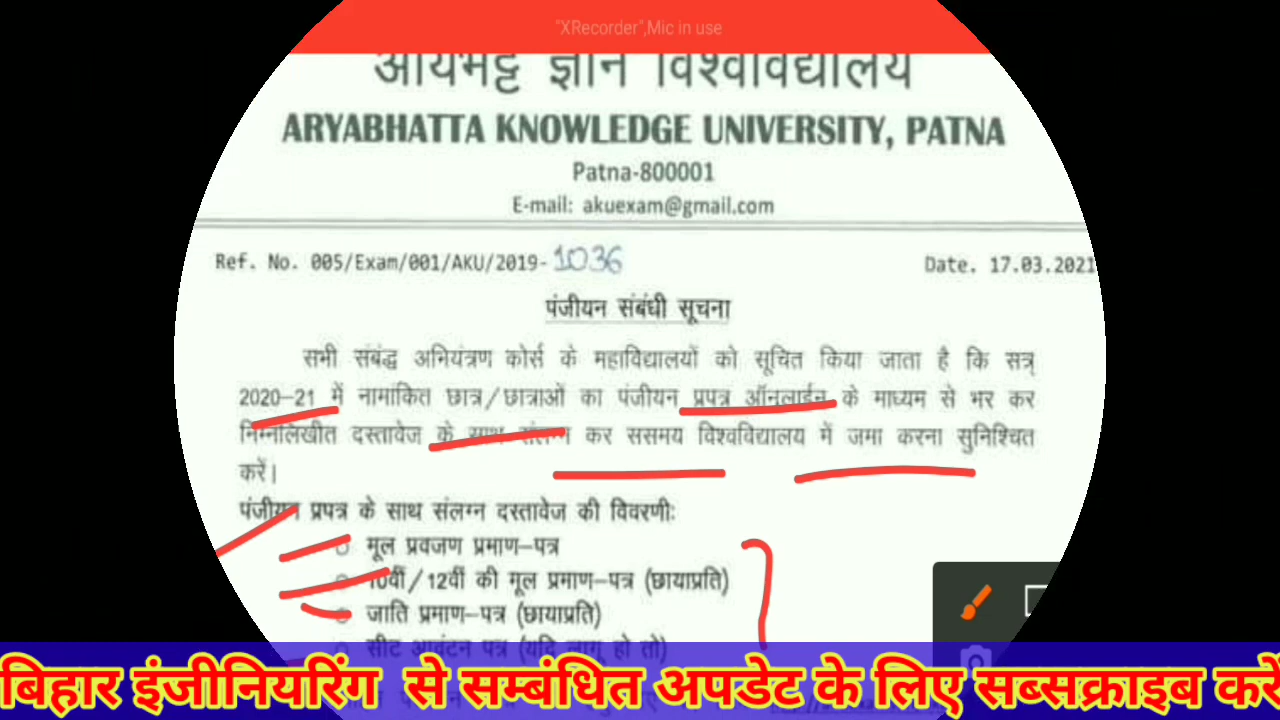 "XRecorder",Mic in use
आर्यभट्ट ज्ञान विश्वविद्यालय
ARYABHATTA KNOWLEDGE UNIVERSITY, PATNA
Patna-800001
E-mail: akuexam@gmail.com
Ref. No. 005/Exam/001/AKU/2019-1036
Date. 17.03.2021
पंजीयन संबंधी सूचना
सभी संबंद्ध अनियंत्रण कोर्स के महाविद्यालयों को सूचित किया जाता है कि सत्र
2020–21 में नामांकित छात्र/छात्राओं का पंजीयन प्रपत्र ऑनलाईन के माध्यम से भर कर
निम्नलिखीत दस्तावेज के साथ संलग्न कर ससमय विश्वविद्यालय में जमा करना सुनिश्चित
करें।
पंजीयन प्रपत्र के साथ संलग्न दस्तावेज की विवरणी:
मूल प्रवजण प्रमाण–पत्र
10वीं/12वीं की मूल प्रमाण–पत्र (छायाप्रति)
जाति प्रमाण–पत्र (छायाप्रति)
सीट आवंटन पत्र (यदि लागू हो तो)
बिहार इंजीनियरिंग से सम्बंधित अपडेट के लिए सब्सक्राइब करें